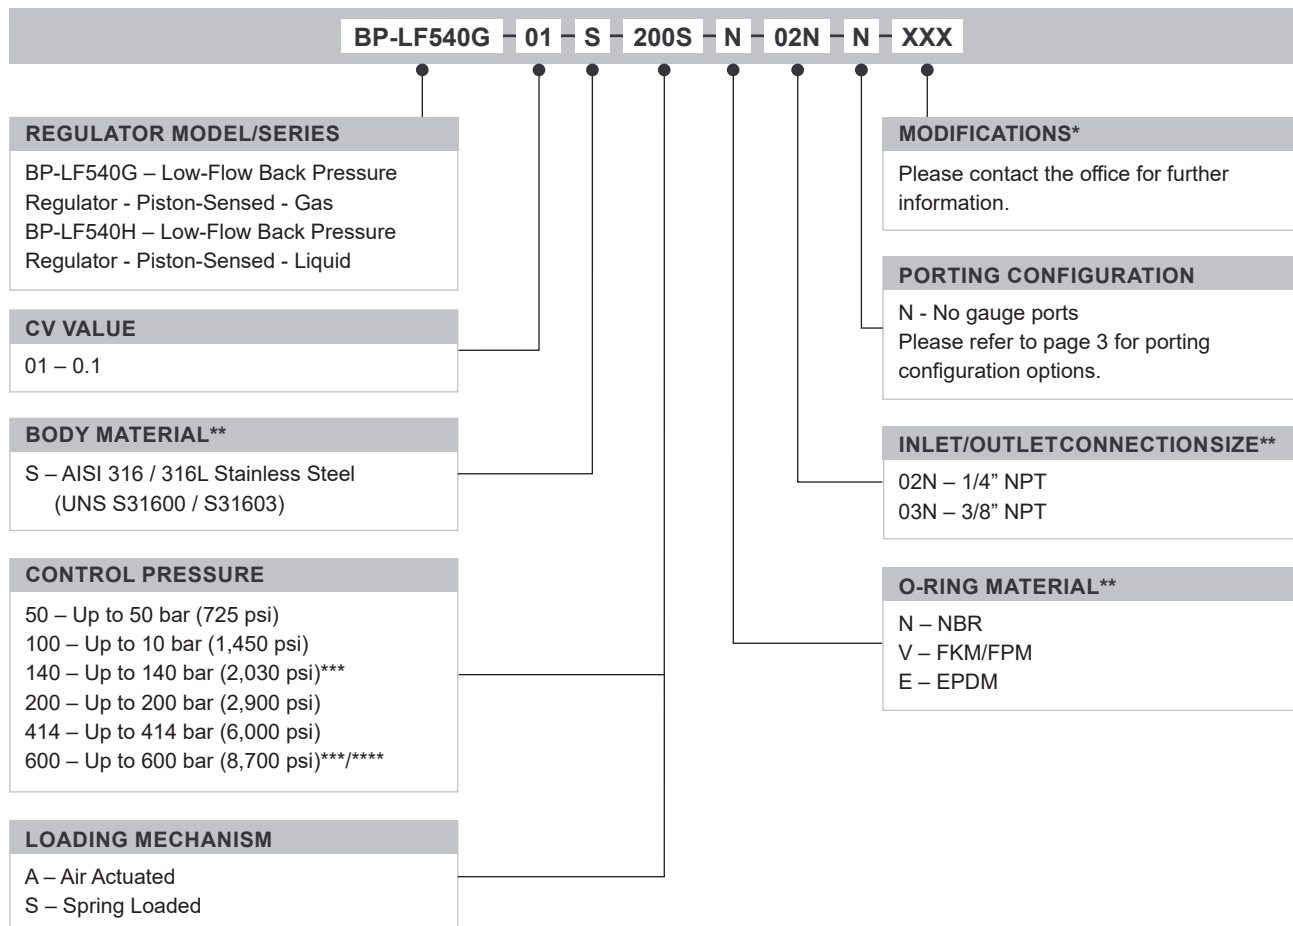 BP-LF540G - 01 - S - 200S - N - 02N - N - XXX
REGULATOR MODEL/SERIES
BP-LF540G – Low-Flow Back Pressure
Regulator - Piston-Sensed - Gas
BP-LF540H – Low-Flow Back Pressure
Regulator - Piston-Sensed - Liquid
CV VALUE
01 – 0.1
BODY MATERIAL**
S – AISI 316 / 316L Stainless Steel
(UNS S31600 / S31603)
CONTROL PRESSURE
50 – Up to 50 bar (725 psi)
100 – Up to 10 bar (1,450 psi)
140 – Up to 140 bar (2,030 psi)***
200 – Up to 200 bar (2,900 psi)
414 – Up to 414 bar (6,000 psi)
600 – Up to 600 bar (8,700 psi)***/****
LOADING MECHANISM
A – Air Actuated
S – Spring Loaded
MODIFICATIONS*
Please contact the office for further
information.
PORTING CONFIGURATION
N - No gauge ports
Please refer to page 3 for porting
configuration options.
INLET/OUTLETCONNECTIONSIZE**
02N – 1/4” NPT
03N – 3/8” NPT
O-RING MATERIAL**
N – NBR
V – FKM/FPM
E – EPDM